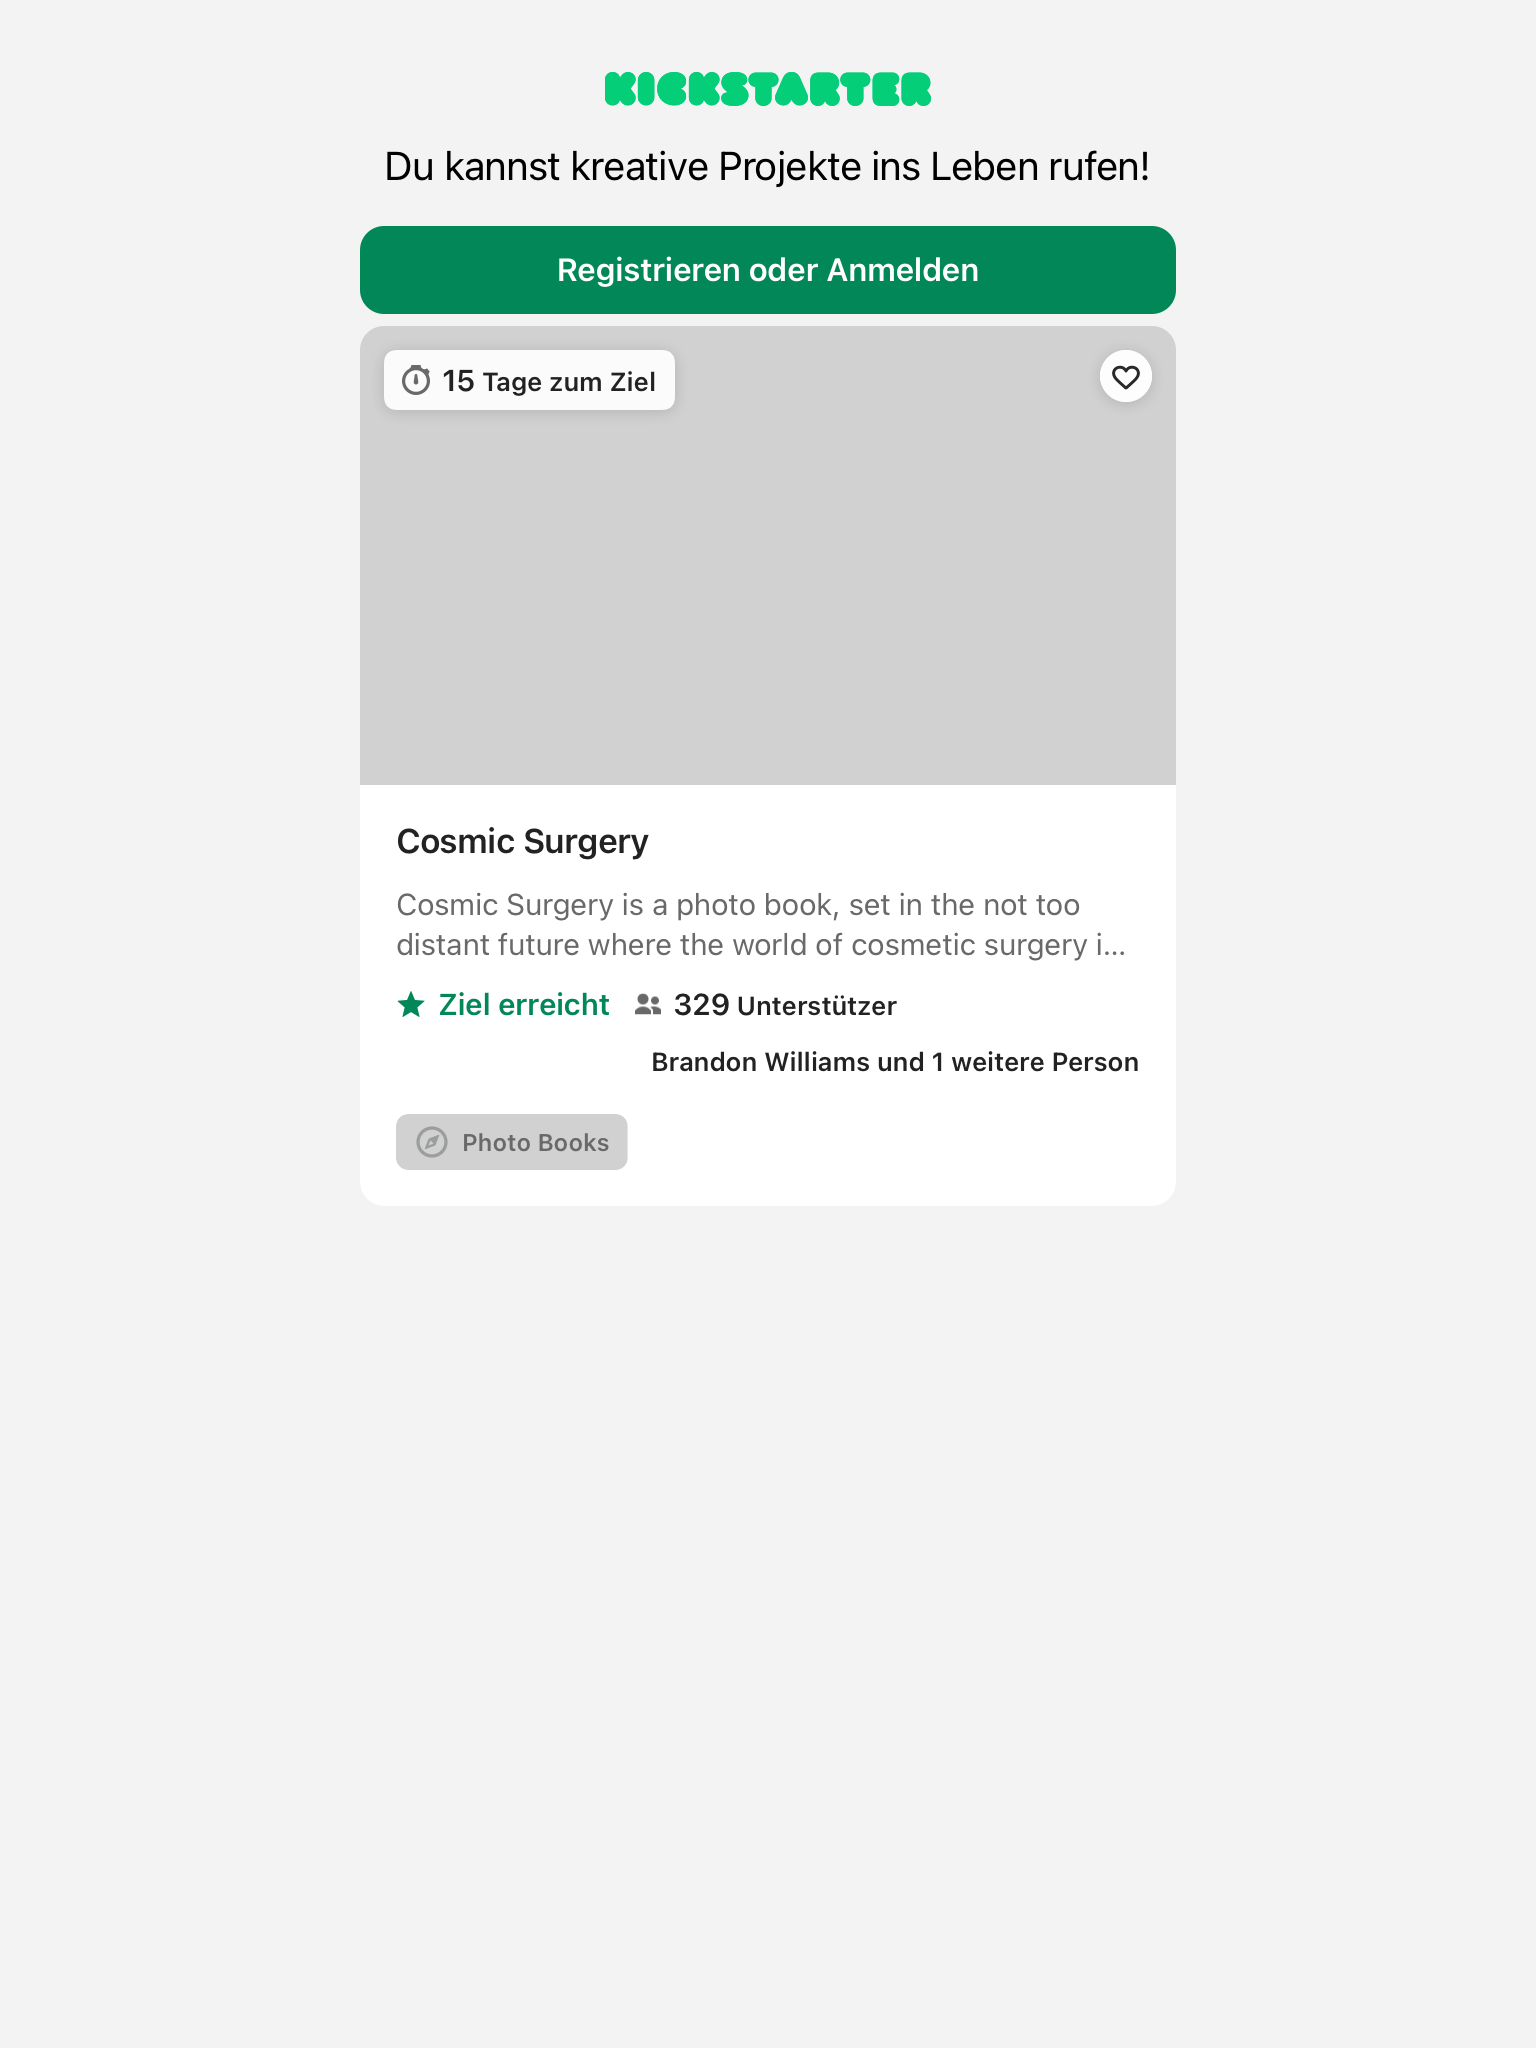 KICKSTARTER
Du kannst kreative Projekte ins Leben rufen!
Registrieren oder Anmelden
15 Tage zum Ziel
Cosmic Surgery
Cosmic Surgery is a photo book, set in the not too
distant future where the world of cosmetic surgery i...
Ziel erreicht 329 Unterstützer
Brandon Williams und 1 weitere Person
Photo Books